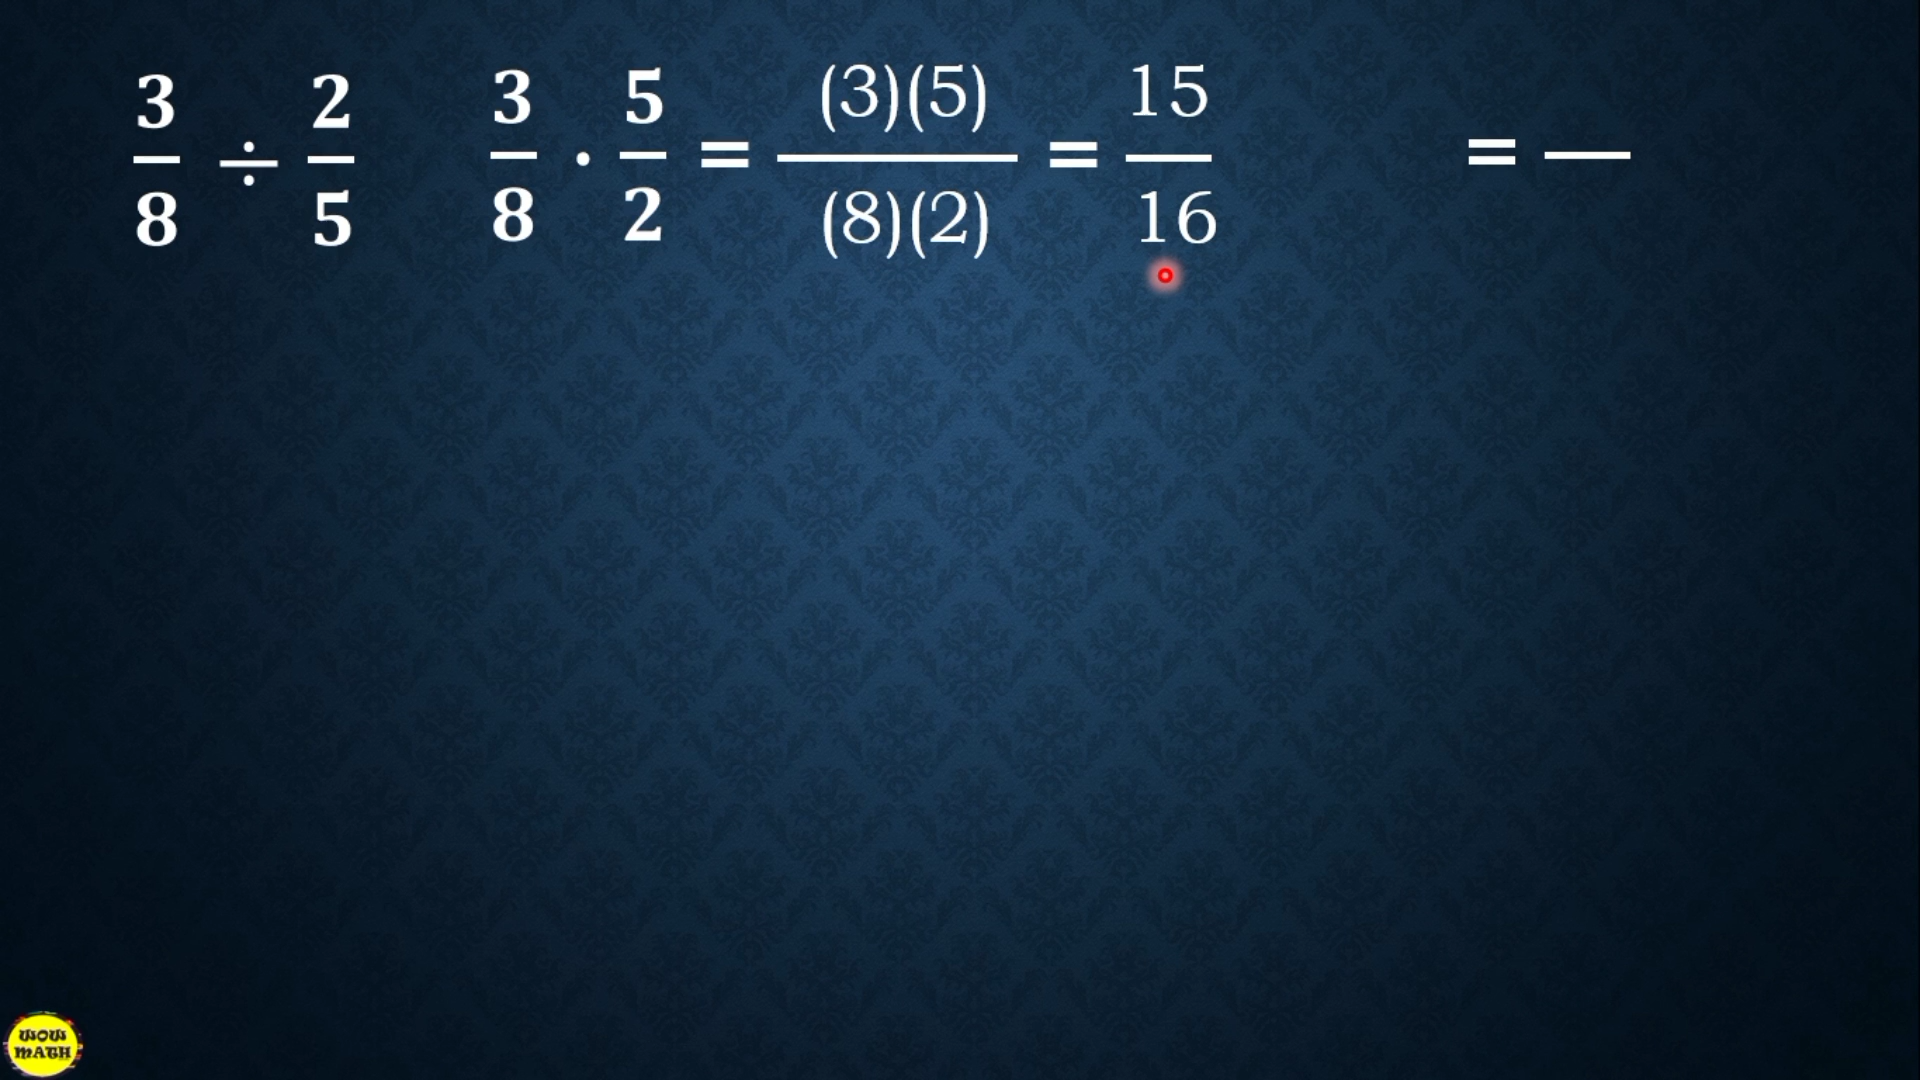 3/8 ÷ 2/5 3/8 · 5/2 = (3)(5)/(8)(2) = 15/16 = —
WOW
MATH